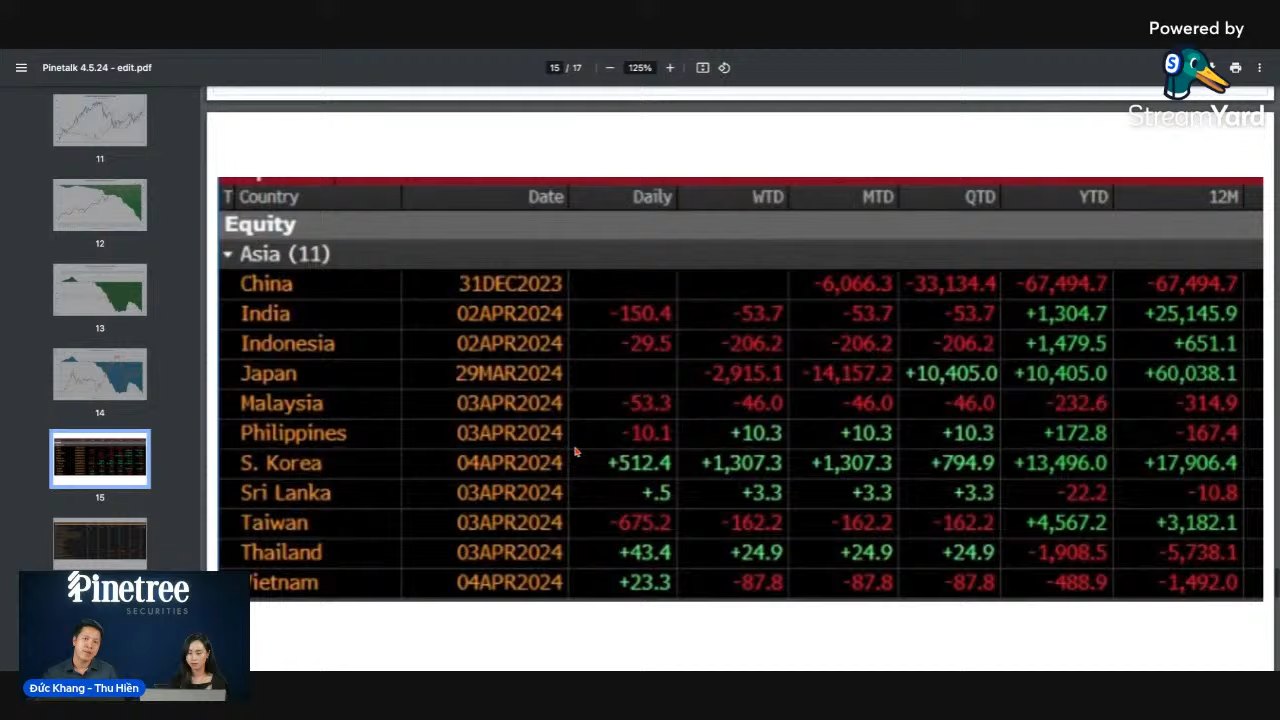 Powered by
StreamYard
Pinetalk 4.5.24 - edit.pdf
15 / 17
125%
11
12
13
14
15
T Country Date Daily WTD MTD QTD YTD 12M
Equity
Asia (11)
China 31DEC2023 -6,066.3 -33,134.4 -67,494.7 -67,494.7
India 02APR2024 -150.4 -53.7 -53.7 -53.7 +1,304.7 +25,145.9
Indonesia 02APR2024 -29.5 -206.2 -206.2 -206.2 +1,479.5 +651.1
Japan 29MAR2024 -2,915.1 -14,157.2 +10,405.0 +10,405.0 +60,038.1
Malaysia 03APR2024 -53.3 -46.0 -46.0 -46.0 -232.6 -314.9
Philippines 03APR2024 -10.1 +10.3 +10.3 +10.3 +172.8 -167.4
S. Korea 04APR2024 +512.4 +1,307.3 +1,307.3 +794.9 +13,496.0 +17,906.4
Sri Lanka 03APR2024 +.5 +3.3 +3.3 +3.3 -22.2 -10.8
Taiwan 03APR2024 -675.2 -162.2 -162.2 -162.2 +4,567.2 +3,182.1
Thailand 03APR2024 +43.4 +24.9 +24.9 +24.9 -1,908.5 -5,738.1
ietnam 04APR2024 +23.3 -87.8 -87.8 -87.8 -488.9 -1,492.0
Pinetree
SECURITIES
Đức Khang - Thu Hiền